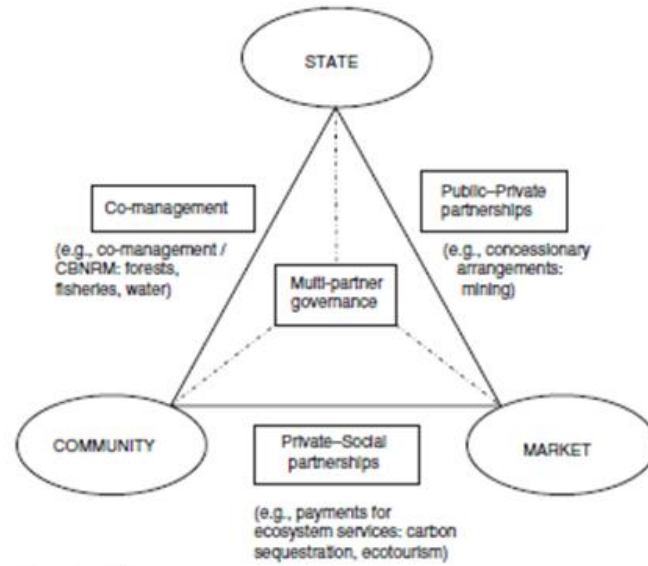 STATE
Co-management
(e.g., co-management /
CBNRM: forests,
fisheries, water)
Public–Private
partnerships
(e.g., concessionary
arrangements:
mining)
Multi-partner
governance
COMMUNITY
Private–Social
partnerships
MARKET
(e.g., payments for
ecosystem services: carbon
sequestration, ecotourism)